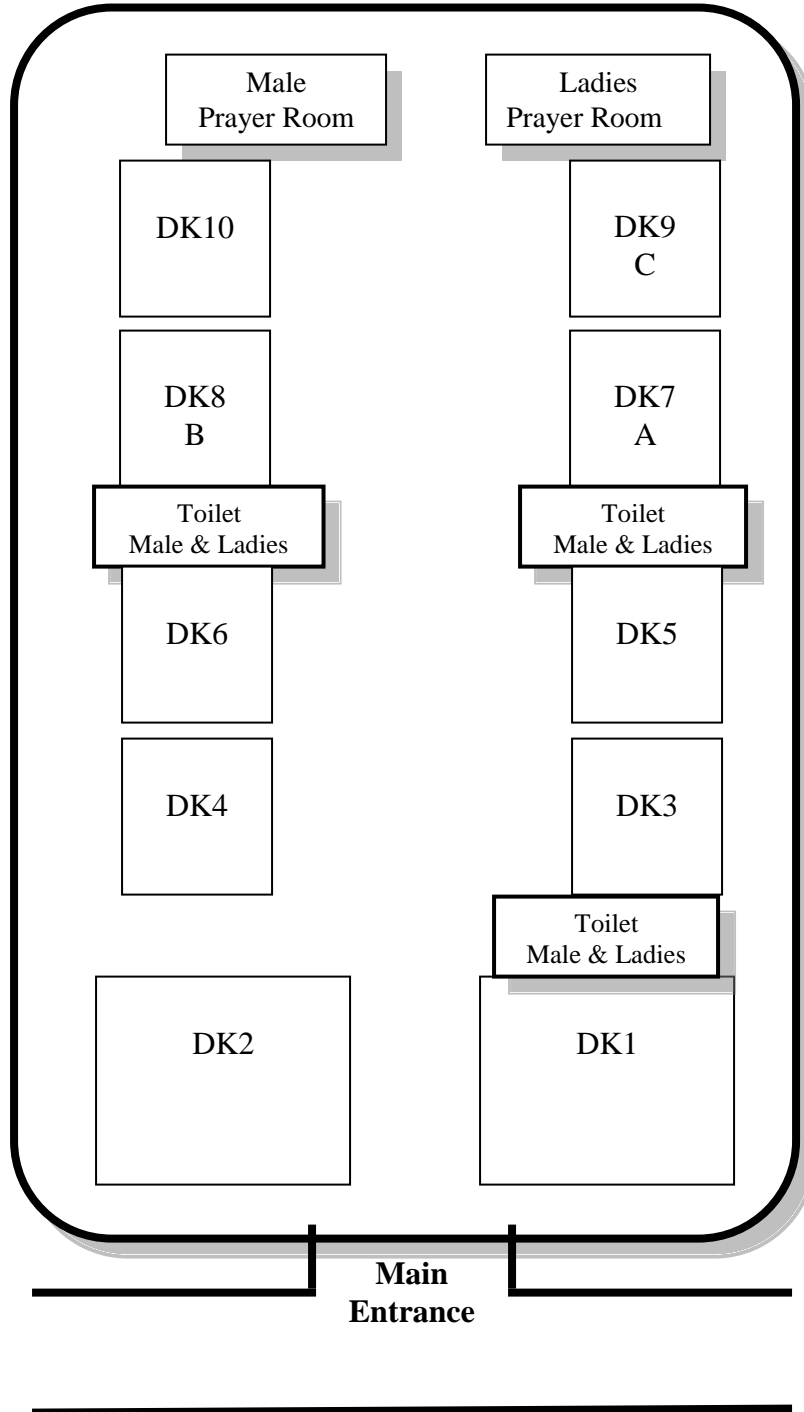 Male
Prayer Room
Ladies
Prayer Room
DK10
DK9
C
DK8
B
DK7
A
Toilet
Male & Ladies
Toilet
Male & Ladies
DK6
DK5
DK4
DK3
Toilet
Male & Ladies
DK2
DK1
Main
Entrance